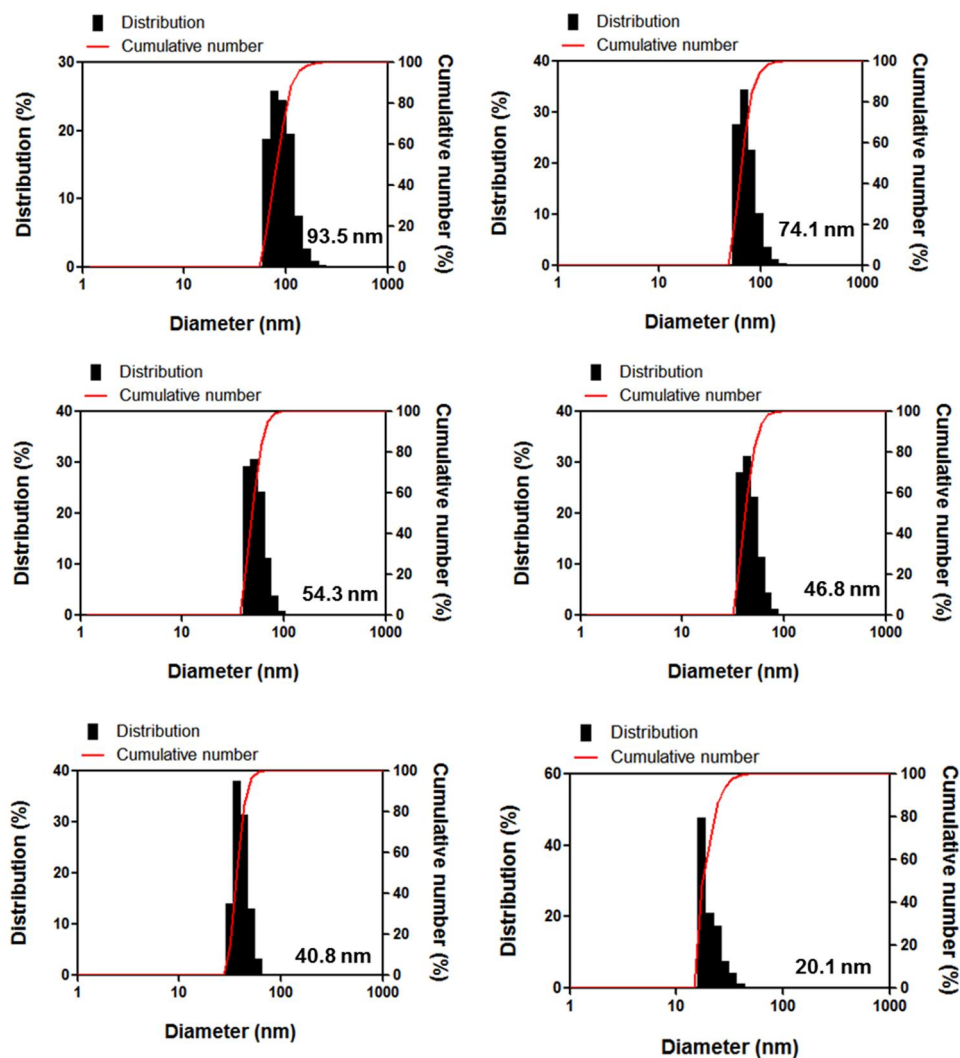 Distribution
Cumulative number
30
20
10
0
Distribution (%)
100
80
60
40
20
0
Cumulative number (%)
93.5 nm
1 10 100 1000
Diameter (nm)
Distribution
Cumulative number
40
30
20
10
0
Distribution (%)
100
80
60
40
20
0
Cumulative number (%)
74.1 nm
1 10 100 1000
Diameter (nm)
Distribution
Cumulative number
40
30
20
10
0
Distribution (%)
100
80
60
40
20
0
Cumulative number (%)
54.3 nm
1 10 100 1000
Diameter (nm)
Distribution
Cumulative number
40
30
20
10
0
Distribution (%)
100
80
60
40
20
0
Cumulative number (%)
46.8 nm
1 10 100 1000
Diameter (nm)
Distribution
Cumulative number
40
30
20
10
0
Distribution (%)
100
80
60
40
20
0
Cumulative number (%)
40.8 nm
1 10 100 1000
Diameter (nm)
Distribution
Cumulative number
60
40
20
0
Distribution (%)
100
80
60
40
20
0
Cumulative number (%)
20.1 nm
1 10 100 1000
Diameter (nm)